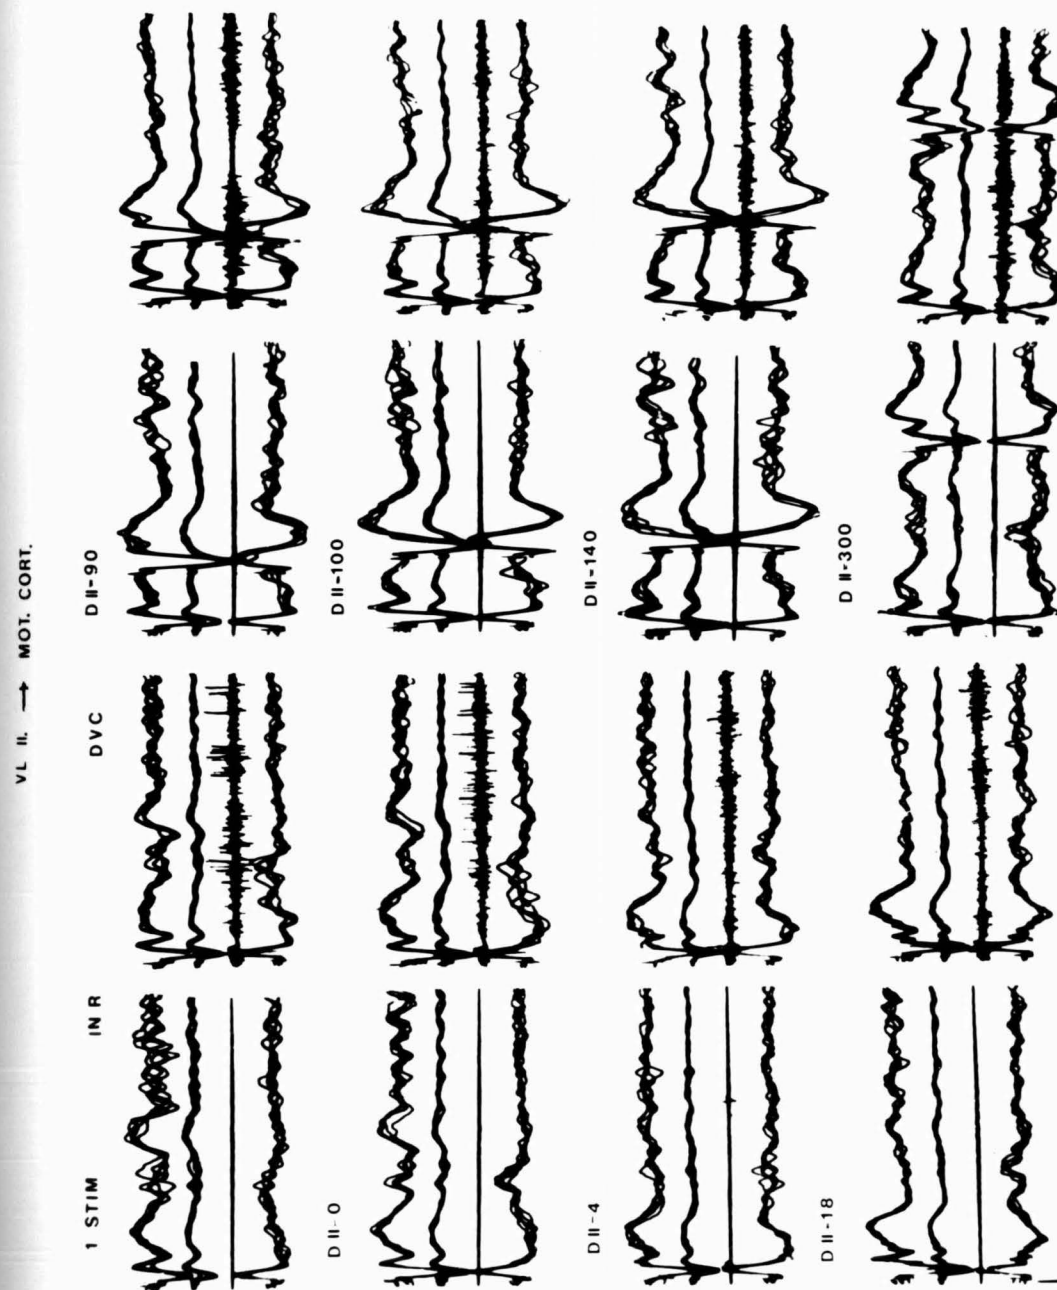 VL II. → MOT. CORT.
1 STIM IN R DVC D II-90
D II-0 D II-100
D II-4 D II-140
D II-18 D II-300